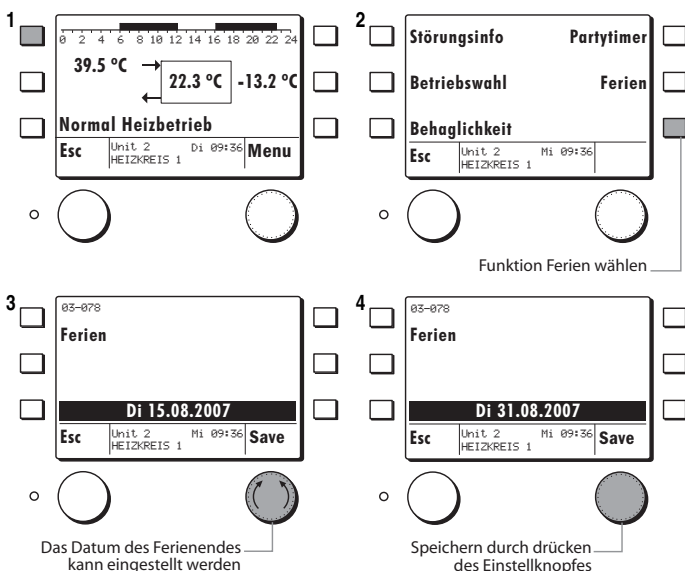 1
0 2 4 6 8 10 12 14 16 18 20 22 24
39.5 °C
22.3 °C -13.2 °C
Normal Heizbetrieb
Esc Unit 2 Di 09:36 Menu
HEIZKREIS 1
2
Störungsinfo Partytimer
Betriebswahl Ferien
Behaglichkeit
Esc Unit 2 Mi 09:36
HEIZKREIS 1
Funktion Ferien wählen
3
03-078
Ferien
Di 15.08.2007
Esc Unit 2 Mi 09:36 Save
HEIZKREIS 1
Das Datum des Ferienendes
kann eingestellt werden
4
03-078
Ferien
Di 31.08.2007
Esc Unit 2 Mi 09:36 Save
HEIZKREIS 1
Speichern durch drücken
des Einstellknopfes